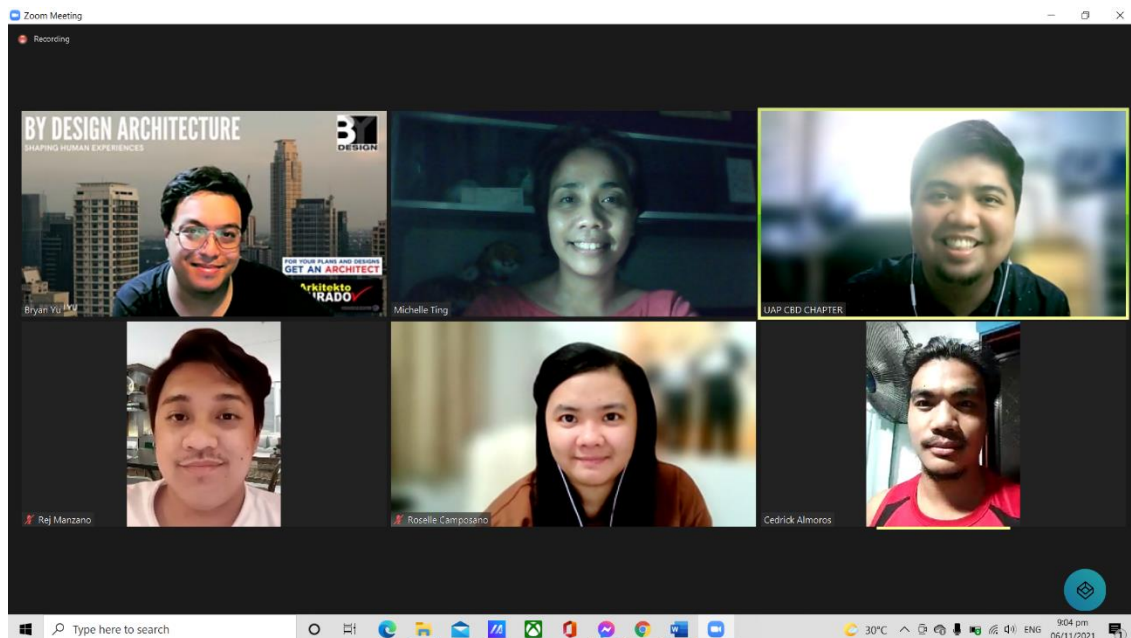 Zoom Meeting
Recording
BY DESIGN ARCHITECTURE
SHAPING HUMAN EXPERIENCES
BY
DESIGN
FOR YOUR PLANS AND DESIGNS
GET AN ARCHITECT
Arkitekto
Bryan Yu
Michelle Ting
UAP CBD CHAPTER
Rej Manzano
Roselle Camposano
Cedrick Almoros
Type here to search
30°C
ENG
9:04 pm
06/11/2021